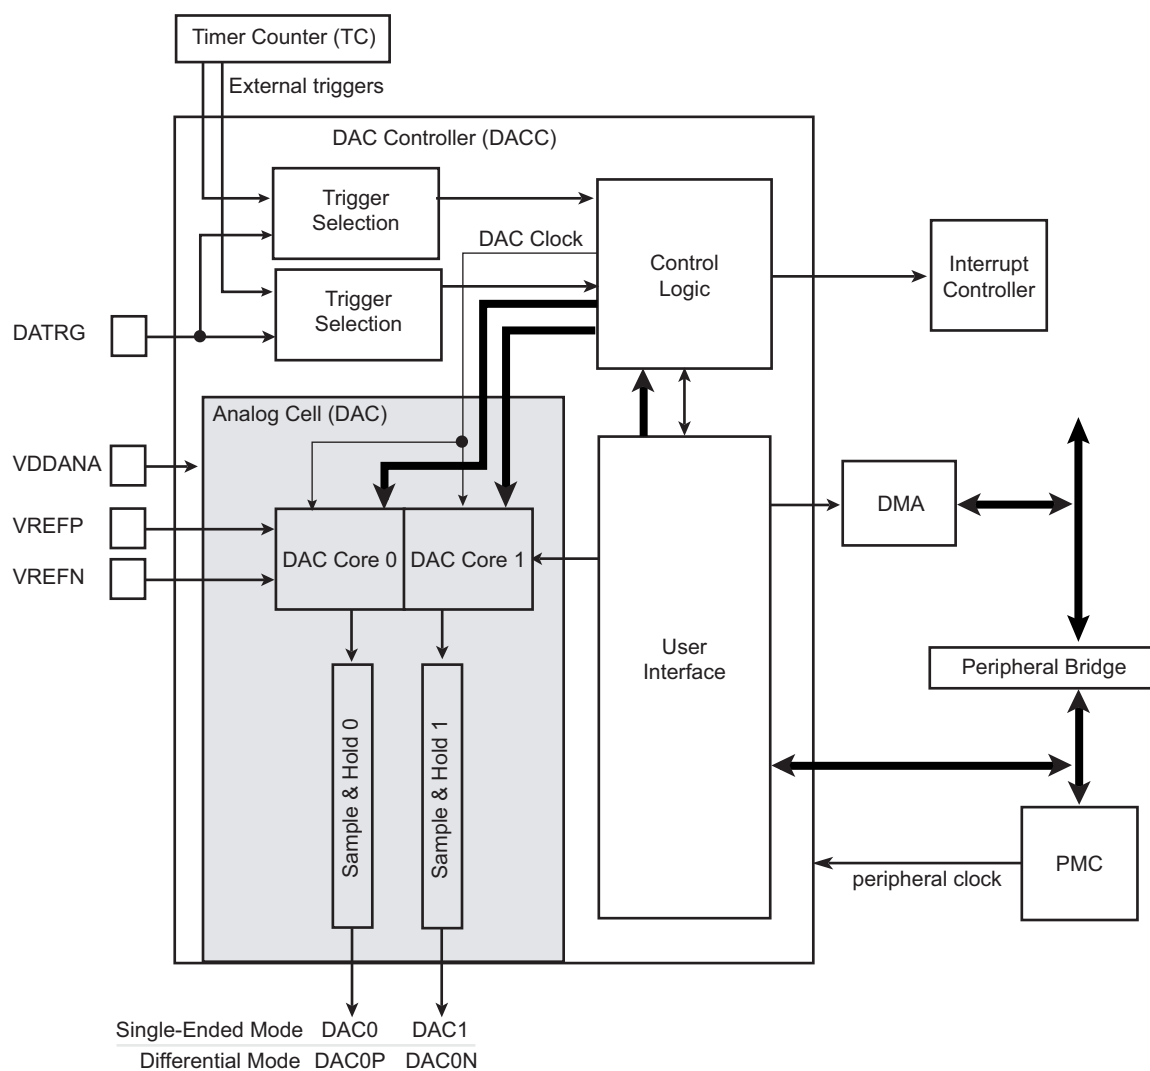 Timer Counter (TC)
External triggers
DAC Controller (DACC)
Trigger
Selection
DAC Clock
Control
Logic
Interrupt
Controller
Trigger
Selection
DATRG
Analog Cell (DAC)
VDDANA
DMA
VREFP
DAC Core 0
DAC Core 1
VREFN
User
Interface
Peripheral Bridge
Sample & Hold 0
Sample & Hold 1
PMC
peripheral clock
Single-Ended Mode DAC0 DAC1
Differential Mode DAC0P DAC0N